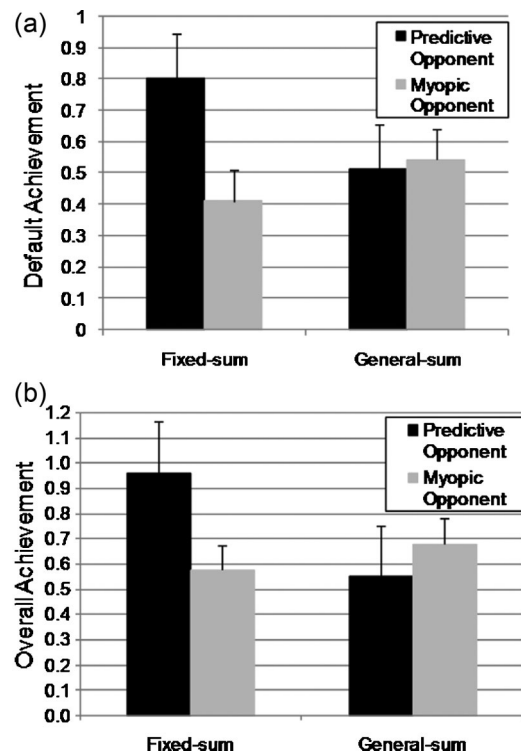 (a)
1
0.9
0.8
0.7
0.6
0.5
0.4
0.3
0.2
0.1
0
Default Achievement
Predictive
Opponent
Myopic
Opponent
Fixed-sum General-sum
(b)
1.2
1.1
1.0
0.9
0.8
0.7
0.6
0.5
0.4
0.3
0.2
0.1
0.0
Overall Achievement
Predictive
Opponent
Myopic
Opponent
Fixed-sum General-sum